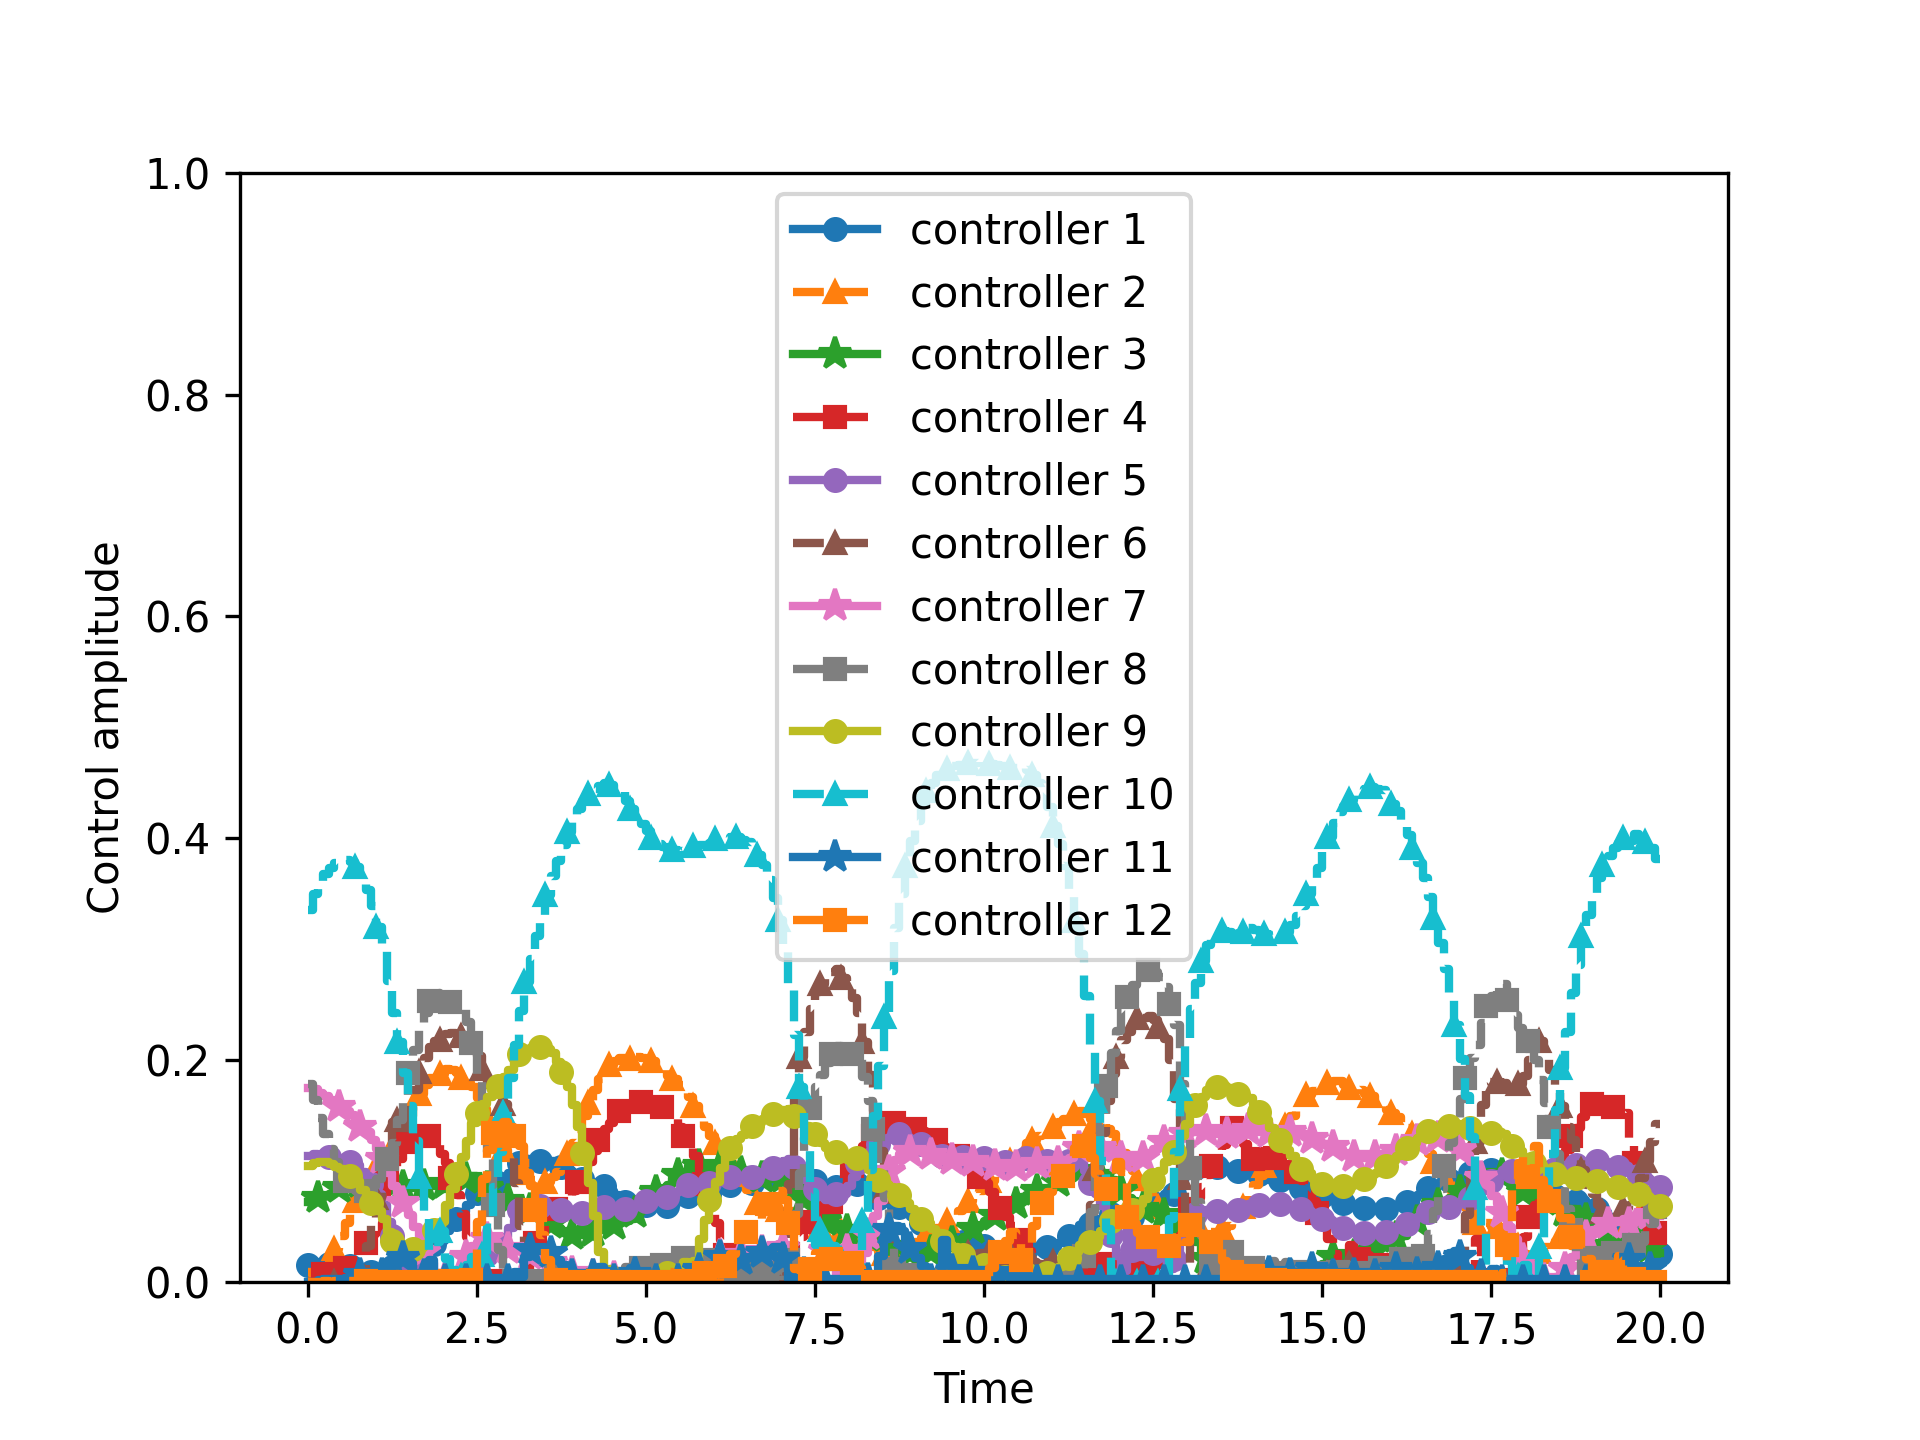 1.0
0.8
0.6
0.4
0.2
0.0
Control amplitude
controller 1
controller 2
controller 3
controller 4
controller 5
controller 6
controller 7
controller 8
controller 9
controller 10
controller 11
controller 12
0.0 2.5 5.0 7.5 10.0 12.5 15.0 17.5 20.0
Time